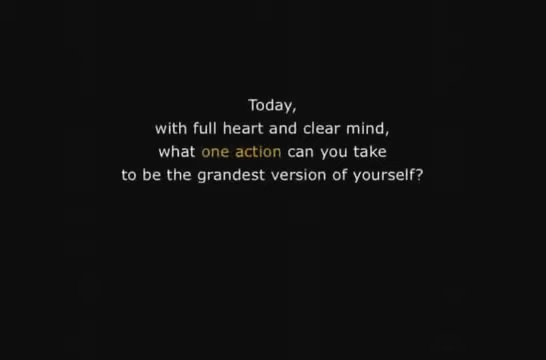 Today,
with full heart and clear mind,
what one action can you take
to be the grandest version of yourself?